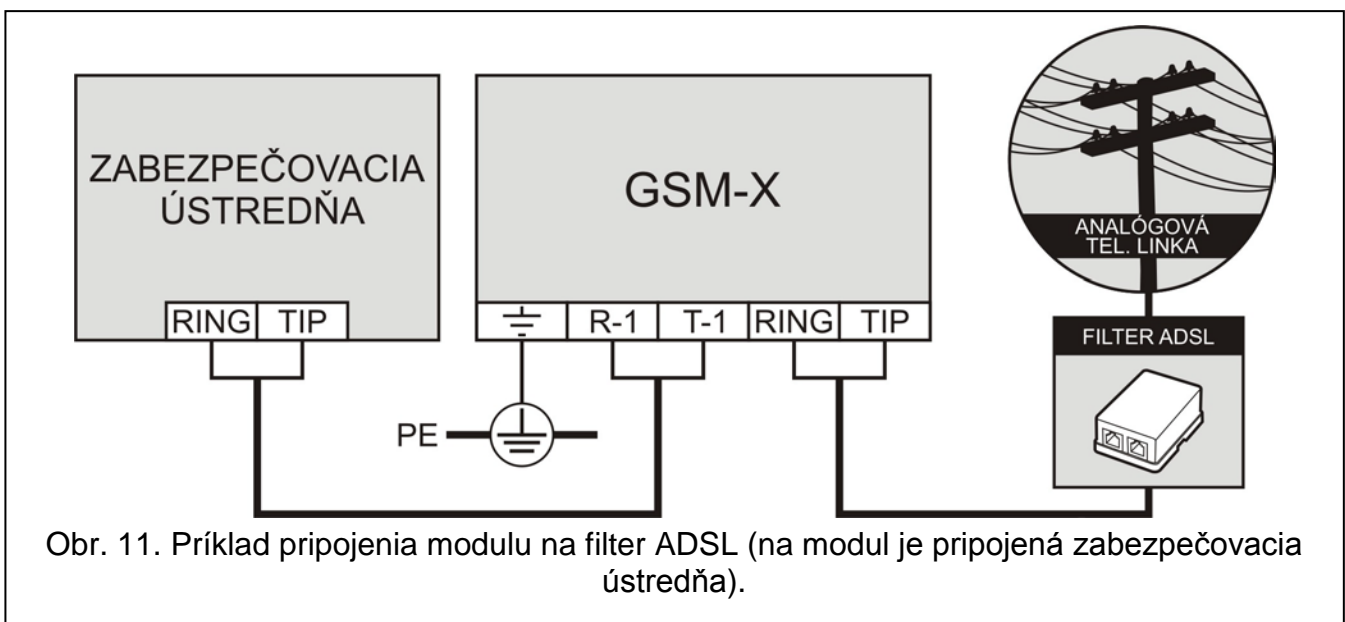 ZABEZPEČOVACIA
ÚSTREDŇA
RING TIP
GSM-X
R-1 T-1 RING TIP
PE
ANALÓGOVÁ
TEL. LINKA
FILTER ADSL
Obr. 11. Príklad pripojenia modulu na filter ADSL (na modul je pripojená zabezpečovacia
ústredňa).